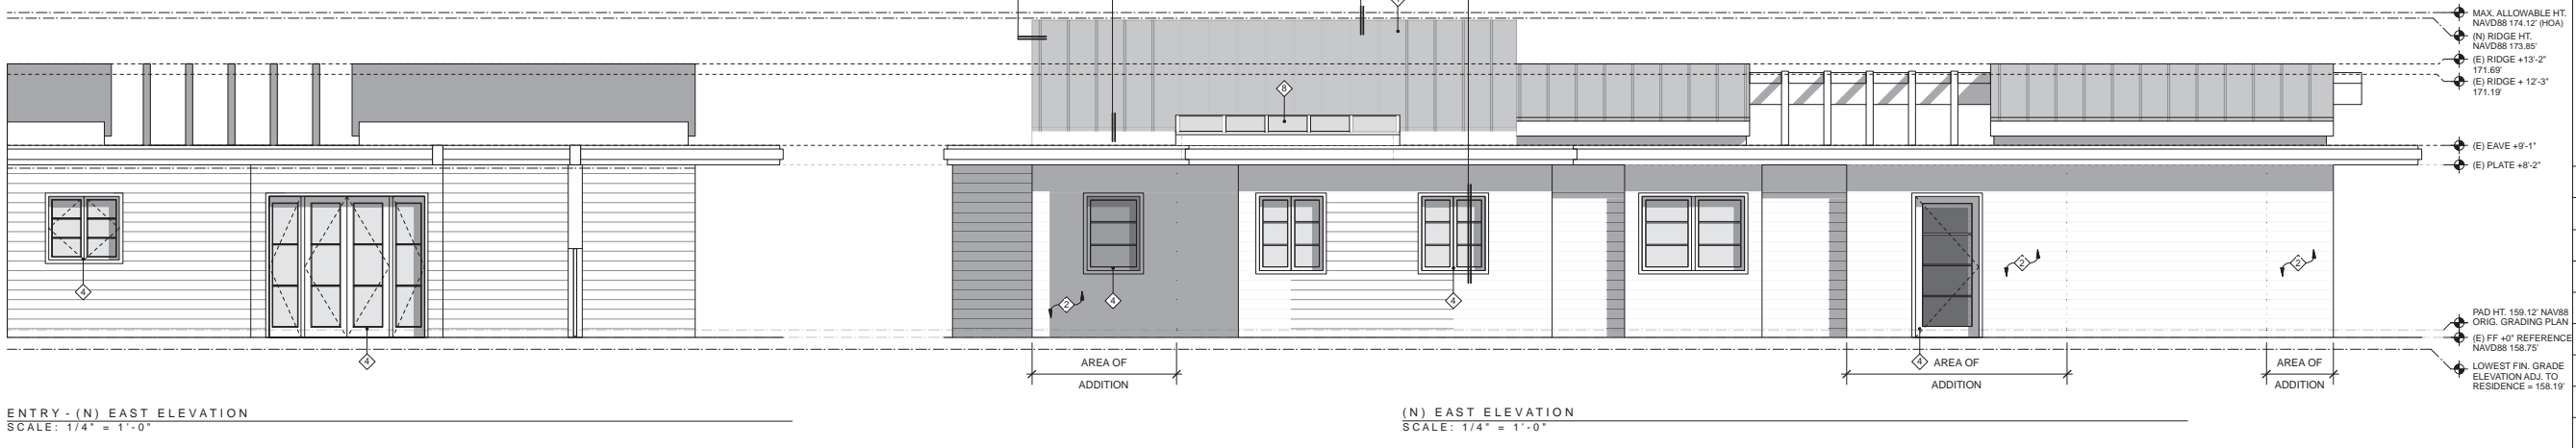 MAX. ALLOWABLE HT.
NAVD88 174.12' (HOA)
(N) RIDGE HT.
NAVD88 173.85'
(E) RIDGE +13'-2"
171.69'
(E) RIDGE + 12'-3"
171.19'
8
(E) EAVE +9'-1"
(E) PLATE +8'-2"
2
2
4
2
4
4
PAD HT. 159.12' NAV88
ORIG. GRADING PLAN
(E) FF +0" REFERENCE
NAVD88 158.75'
4
4
AREA OF
ADDITION
AREA OF
ADDITION
AREA OF
ADDITION
LOWEST FIN. GRADE
ELEVATION ADJ. TO
RESIDENCE = 158.19'
ENTRY - (N) EAST ELEVATION
SCALE: 1/4" = 1'-0"
(N) EAST ELEVATION
SCALE: 1/4" = 1'-0"